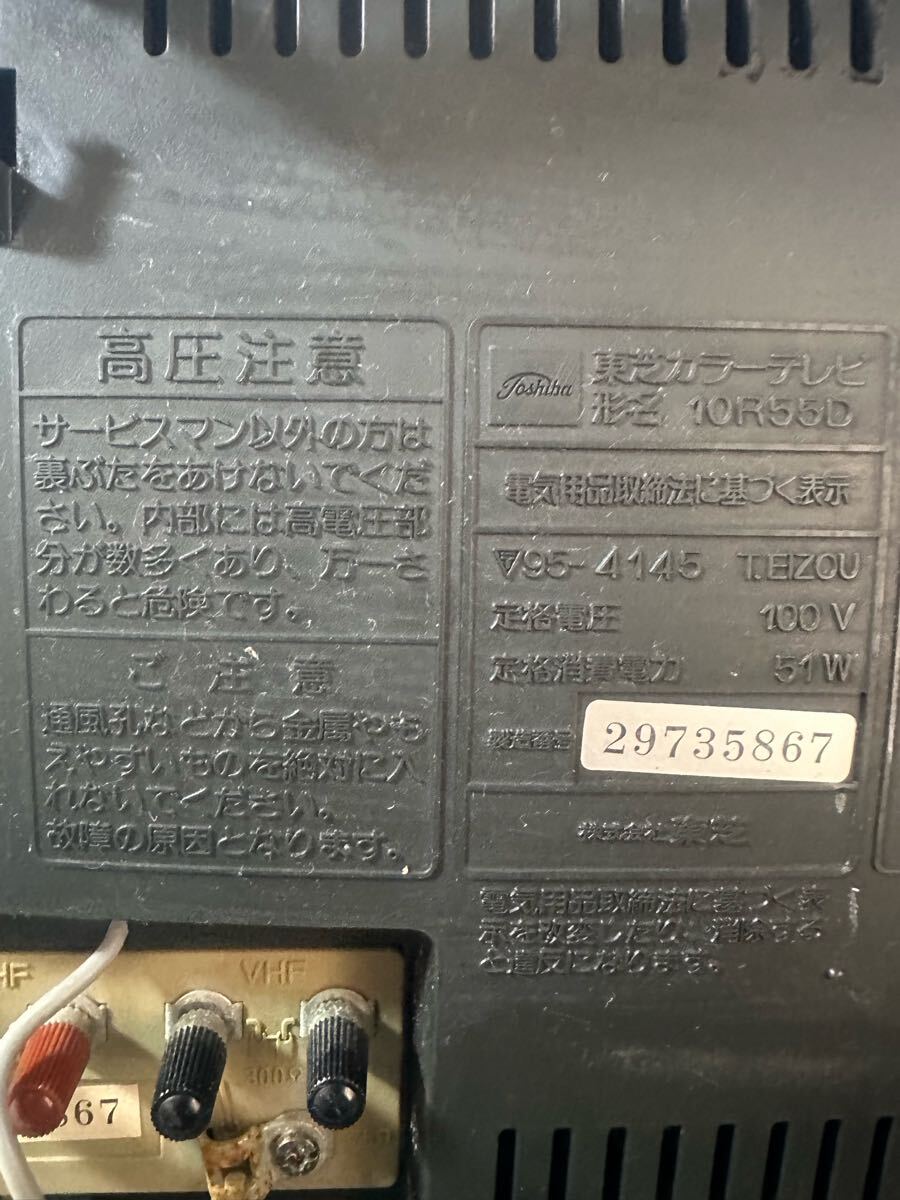 高圧注意
サービスマン以外の方は
裏ぶたをあけないでくだ
さい。内部には高電圧部
分が数多くあり、万一さ
わると危険です。
ご注意
通風孔などから金属やも
えやすいものを絶対に入
れないでください。
故障の原因となります。
Toshiba
東芝カラーテレビ
形名 10R55D
電気用品取締法に基づく表示
95-4145 T.EIZOU
定格電圧 100V
定格消費電力 51W
製造番号 29735867
株式会社 東芝
電気用品取締法に基づく表
示を改変したり、消除する
と違反になります。
HF
VHF
300Ω
867